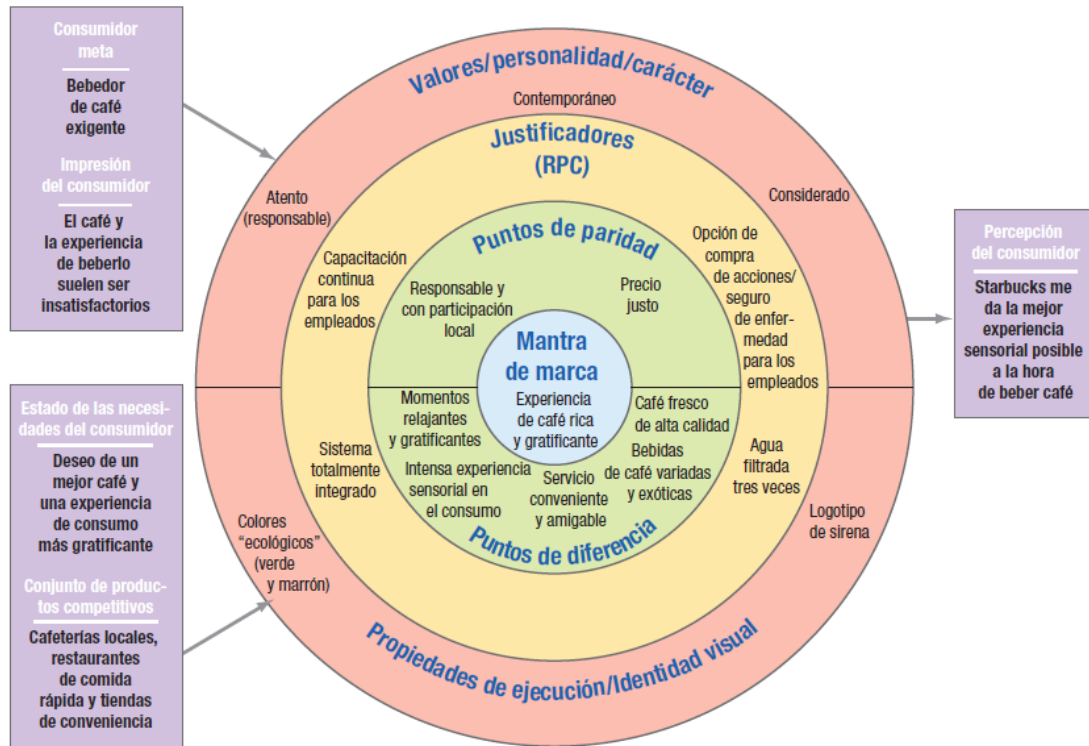 Consumidor
meta
Bebedor
de café
exigente
Impresión
del consumidor
El café y
la experiencia
de beberlo
suelen ser
insatisfactorios
Estado de las necesi-
dades del consumidor
Deseo de un
mejor café y
una experiencia
de consumo
más gratificante
Conjunto de produc-
tos competitivos
Cafeterías locales,
restaurantes
de comida
rápida y tiendas
de conveniencia
Valores/personalidad/carácter
Contemporáneo
Atento
(responsable)
Considerado
Justificadores
(RPC)
Capacitación
continua
para los
empleados
Opción de
compra
de acciones/
seguro
de enfer-
medad
para los
empleados
Puntos de paridad
Responsable y
con participación
local
Precio
justo
Mantra
de marca
Experiencia
de café rica
y gratificante
Momentos
relajantes
y gratificantes
Café fresco
de alta calidad
Intensa experiencia
sensorial en
el consumo
Servicio
conveniente
y amigable
Bebidas
de café variadas
y exóticas
Puntos de diferencia
Sistema
totalmente
integrado
Agua
filtrada
tres veces
Colores
“ecológicos”
(verde
y marrón)
Logotipo
de sirena
Propiedades de ejecución/Identidad visual
Percepción
del consumidor
Starbucks me
da la mejor
experiencia
sensorial posible
a la hora
de beber café